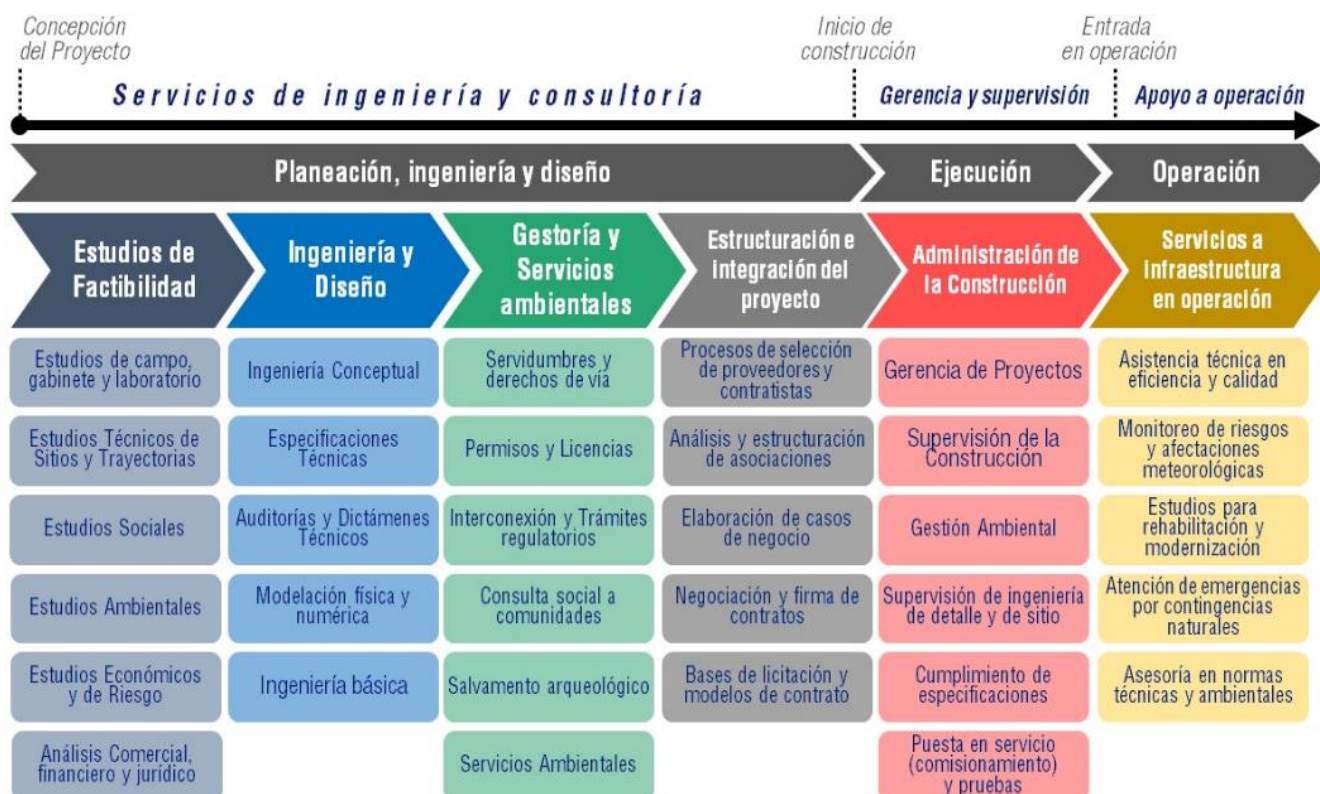 Concepción
del Proyecto
Inicio de
construcción
Entrada
en operación
Servicios de ingeniería y consultoría
Gerencia y supervisión
Apoyo a operación
Planeación, ingeniería y diseño
Ejecución
Operación
Estudios de
Factibilidad
Ingeniería y
Diseño
Gestoría y
Servicios
ambientales
Estructuración e
integración del
proyecto
Administración de
la Construcción
Servicios a
infraestructura
en operación
Estudios de campo,
gabinete y laboratorio
Estudios Técnicos de
Sitios y Trayectorias
Estudios Sociales
Estudios Ambientales
Estudios Económicos
y de Riesgo
Análisis Comercial,
financiero y jurídico
Ingeniería Conceptual
Especificaciones
Técnicas
Auditorías y Dictámenes
Técnicos
Modelación física y
numérica
Ingeniería básica
Servidumbres y
derechos de vía
Permisos y Licencias
Interconexión y Trámites
regulatorios
Consulta social a
comunidades
Salvamento arqueológico
Servicios Ambientales
Procesos de selección
de proveedores y
contratistas
Análisis y estructuración
de asociaciones
Elaboración de casos
de negocio
Negociación y firma de
contratos
Bases de licitación y
modelos de contrato
Gerencia de Proyectos
Supervisión de la
Construcción
Gestión Ambiental
Supervisión de ingeniería
de detalle y de sitio
Cumplimiento de
especificaciones
Puesta en servicio
(comisionamiento)
y pruebas
Asistencia técnica en
eficiencia y calidad
Monitoreo de riesgos
y afectaciones
meteorológicas
Estudios para
rehabilitación y
modernización
Atención de emergencias
por contingencias
naturales
Asesoría en normas
técnicas y ambientales